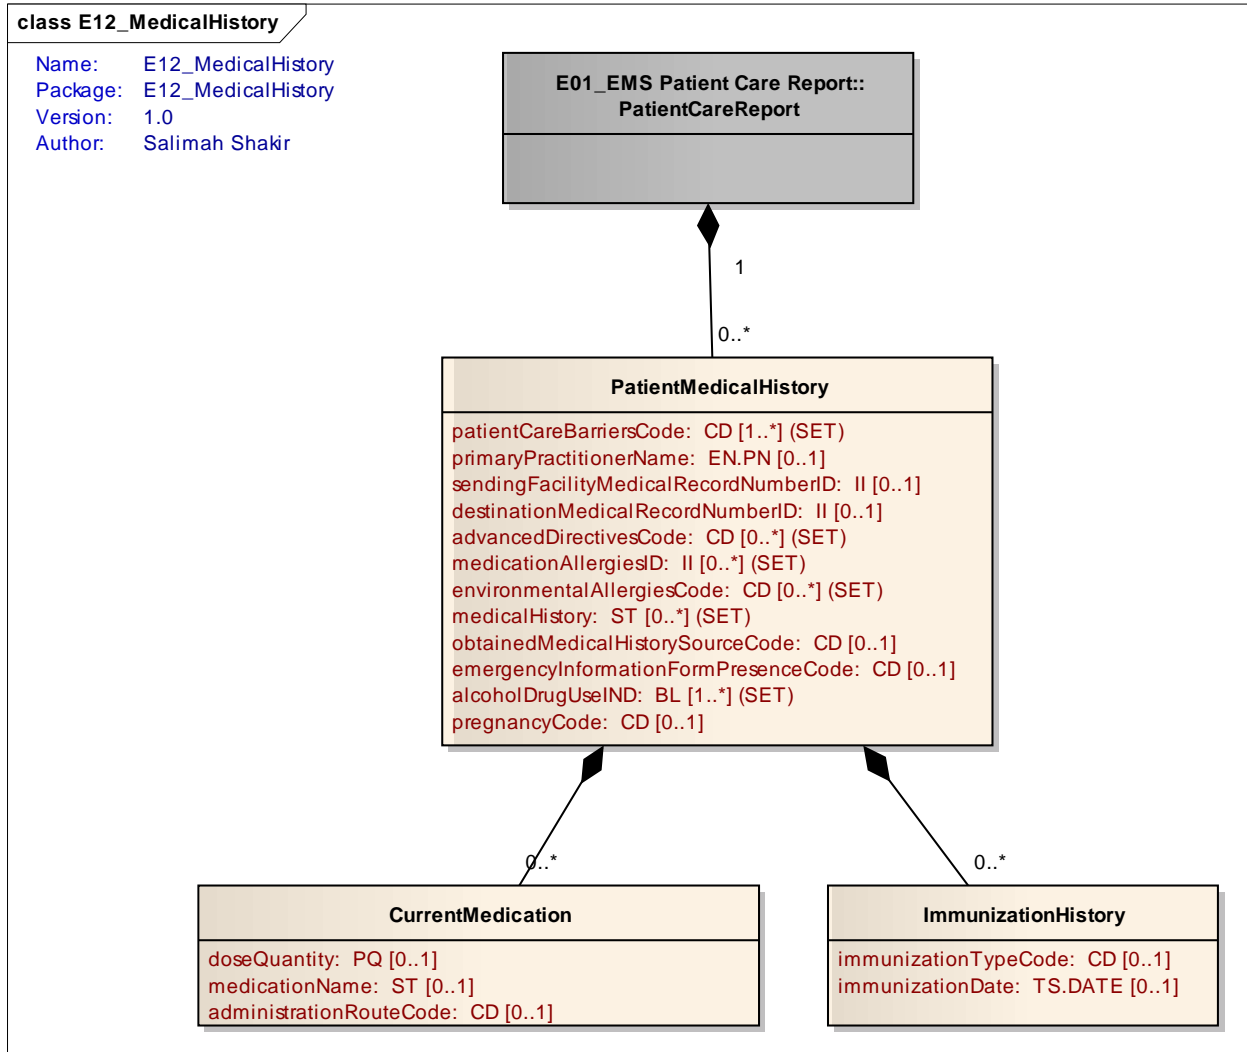 class E12_MedicalHistory
Name: E12_MedicalHistory
Package: E12_MedicalHistory
Version: 1.0
Author: Salimah Shakir
E01_EMS Patient Care Report::
PatientCareReport
1
0..*
PatientMedicalHistory
patientCareBarriersCode: CD [1..*] (SET)
primaryPractitionerName: EN.PN [0..1]
sendingFacilityMedicalRecordNumberID: II [0..1]
destinationMedicalRecordNumberID: II [0..1]
advancedDirectivesCode: CD [0..*] (SET)
medicationAllergiesID: II [0..*] (SET)
environmentalAllergiesCode: CD [0..*] (SET)
medicalHistory: ST [0..*] (SET)
obtainedMedicalHistorySourceCode: CD [0..1]
emergencyInformationFormPresenceCode: CD [0..1]
alcoholDrugUseIND: BL [1..*] (SET)
pregnancyCode: CD [0..1]
0..*
0..*
CurrentMedication
doseQuantity: PQ [0..1]
medicationName: ST [0..1]
administrationRouteCode: CD [0..1]
ImmunizationHistory
immunizationTypeCode: CD [0..1]
immunizationDate: TS.DATE [0..1]